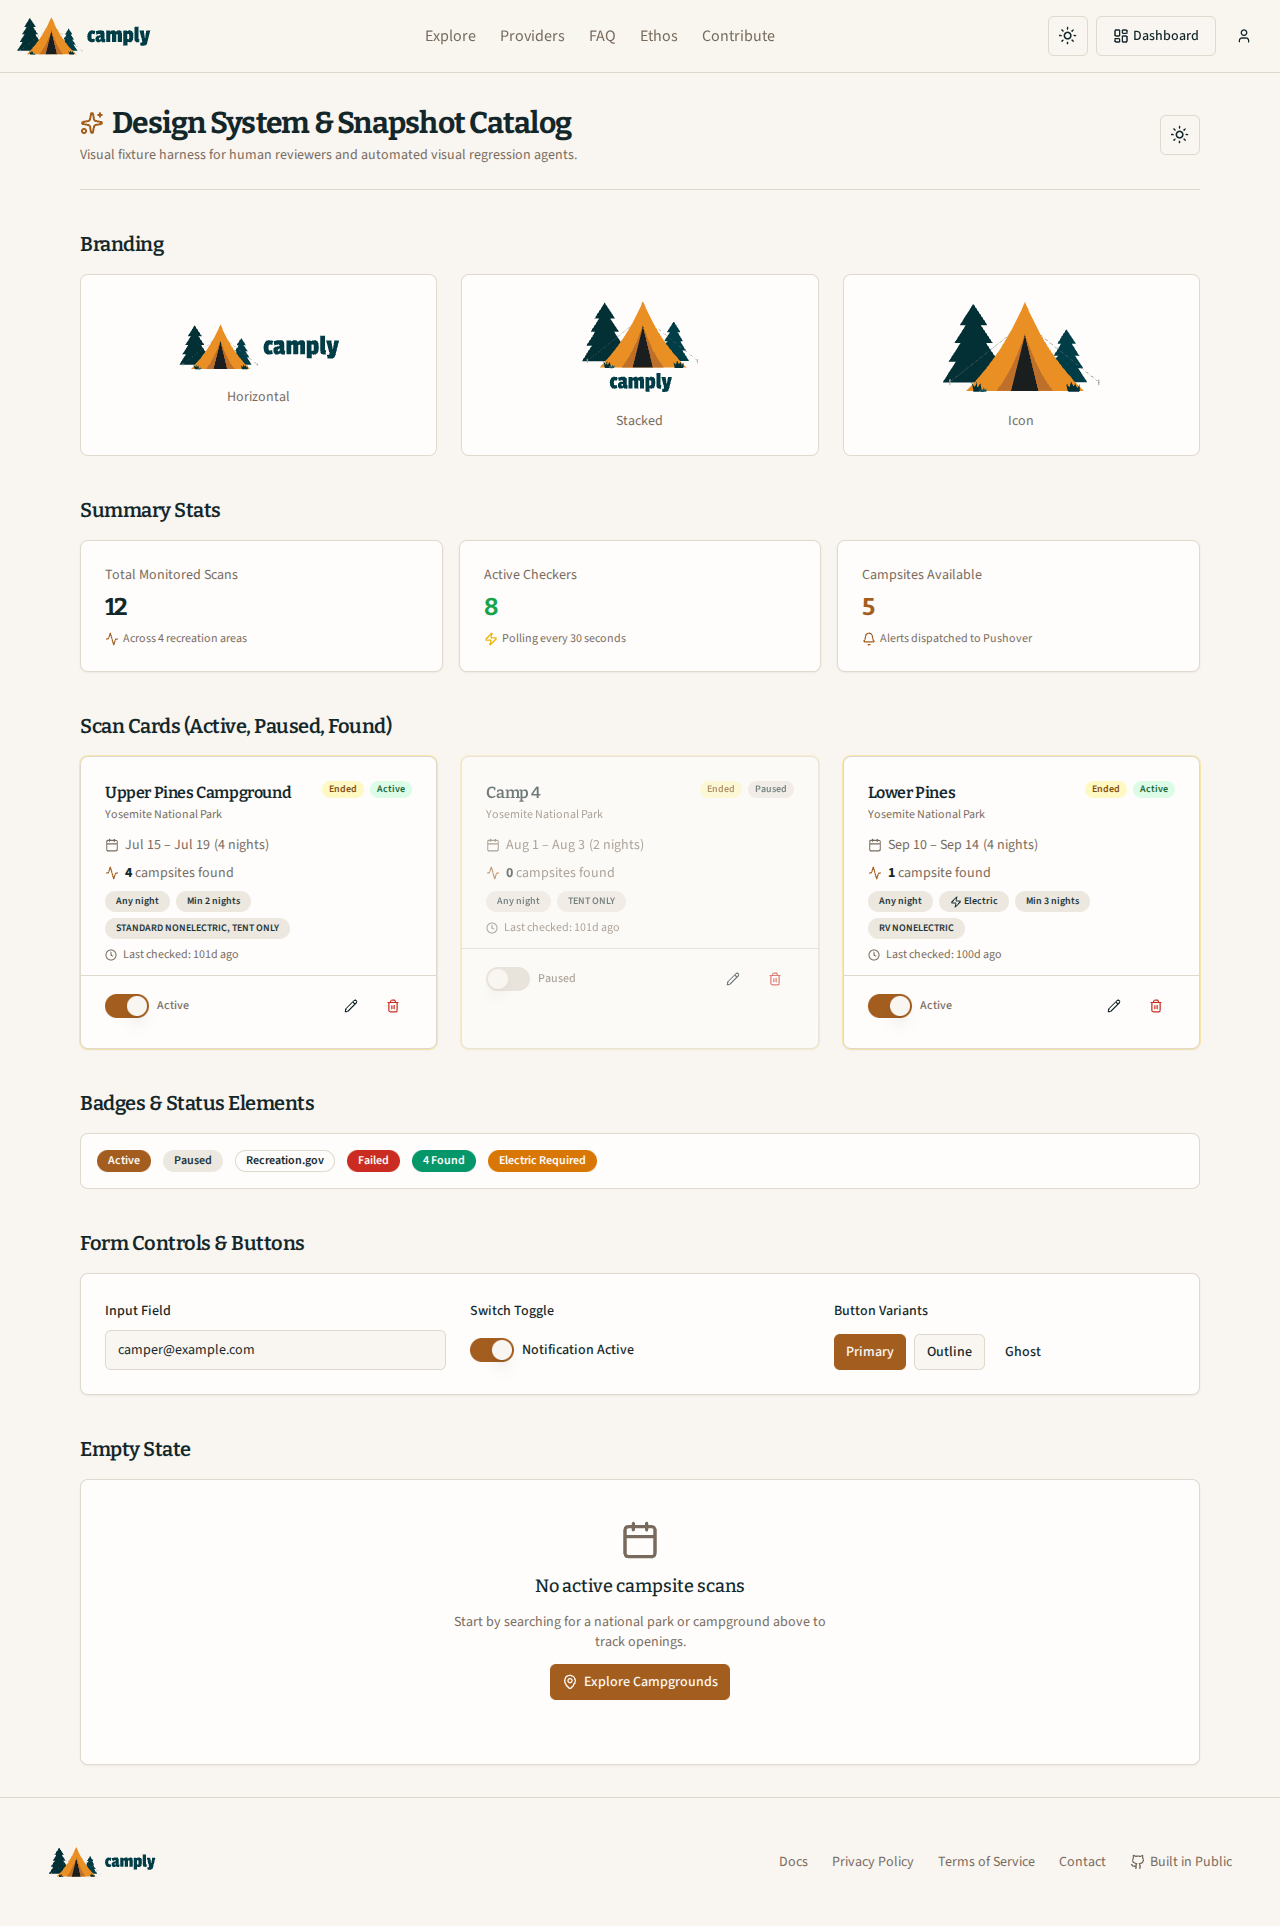 camply
Explore Providers FAQ Ethos Contribute
Dashboard
Design System & Snapshot Catalog
Visual fixture harness for human reviewers and automated visual regression agents.
Branding
camply
Horizontal
camply
Stacked
Icon
Summary Stats
Total Monitored Scans
12
Across 4 recreation areas
Active Checkers
8
Polling every 30 seconds
Campsites Available
5
Alerts dispatched to Pushover
Scan Cards (Active, Paused, Found)
Upper Pines Campground
Ended Active
Yosemite National Park
Jul 15 – Jul 19 (4 nights)
4 campsites found
Any night Min 2 nights
STANDARD NONELECTRIC, TENT ONLY
Last checked: 101d ago
Active
Camp 4
Ended Paused
Yosemite National Park
Aug 1 – Aug 3 (2 nights)
0 campsites found
Any night TENT ONLY
Last checked: 101d ago
Paused
Lower Pines
Ended Active
Yosemite National Park
Sep 10 – Sep 14 (4 nights)
1 campsite found
Any night Electric Min 3 nights
RV NONELECTRIC
Last checked: 100d ago
Active
Badges & Status Elements
Active Paused Recreation.gov Failed 4 Found Electric Required
Form Controls & Buttons
Input Field
camper@example.com
Switch Toggle
Notification Active
Button Variants
Primary Outline Ghost
Empty State
No active campsite scans
Start by searching for a national park or campground above to
track openings.
Explore Campgrounds
camply
Docs Privacy Policy Terms of Service Contact Built in Public